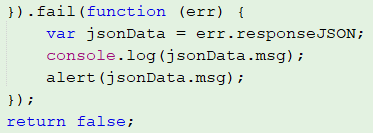 }).fail(function (err) {
    var jsonData = err.responseJSON;
    console.log(jsonData.msg);
    alert(jsonData.msg);
});
return false;